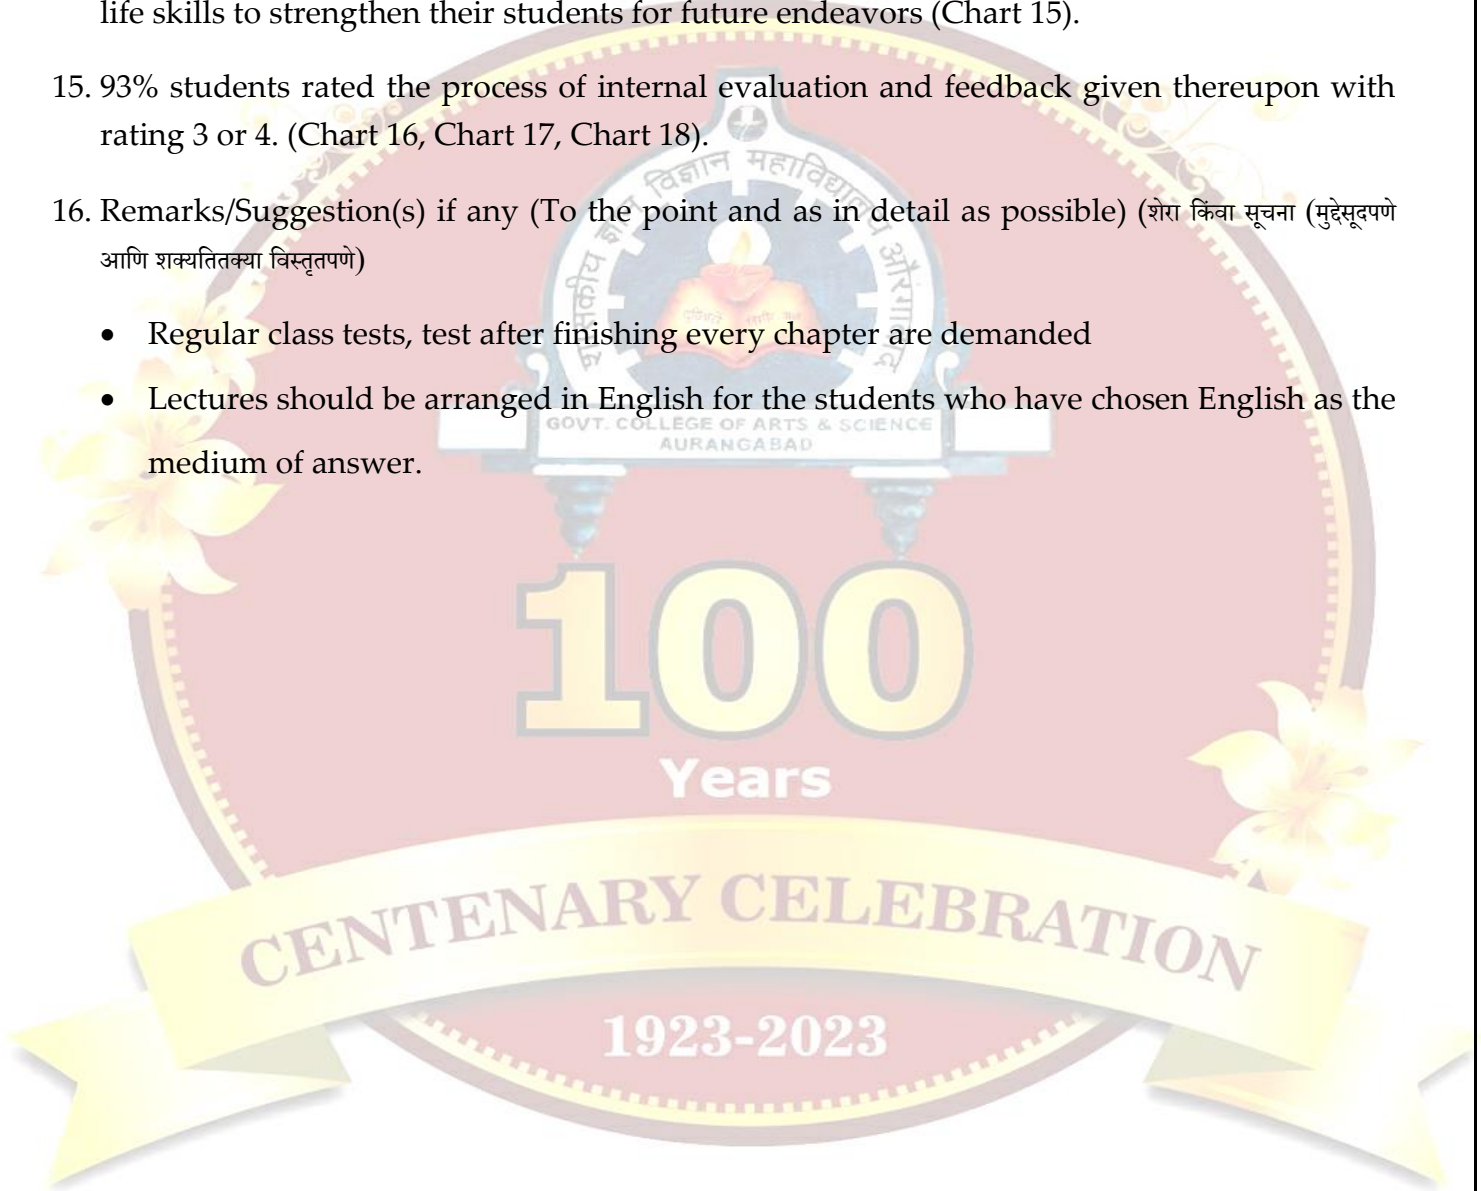 life skills to strengthen their students for future endeavors (Chart 15).
15. 93% students rated the process of internal evaluation and feedback given thereupon with
rating 3 or 4. (Chart 16, Chart 17, Chart 18).
16. Remarks/Suggestion(s) if any (To the point and as in detail as possible) (शेरा किंवा सूचना (मुद्देसूदपणे
आणि शक्यतितक्या विस्तृतपणे)
• Regular class tests, test after finishing every chapter are demanded
• Lectures should be arranged in English for the students who have chosen English as the
medium of answer.
शासकीय ज्ञान विज्ञान महाविद्यालय औरंगाबाद
GOVT. COLLEGE OF ARTS & SCIENCE
AURANGABAD
100
Years
CENTENARY CELEBRATION
1923-2023